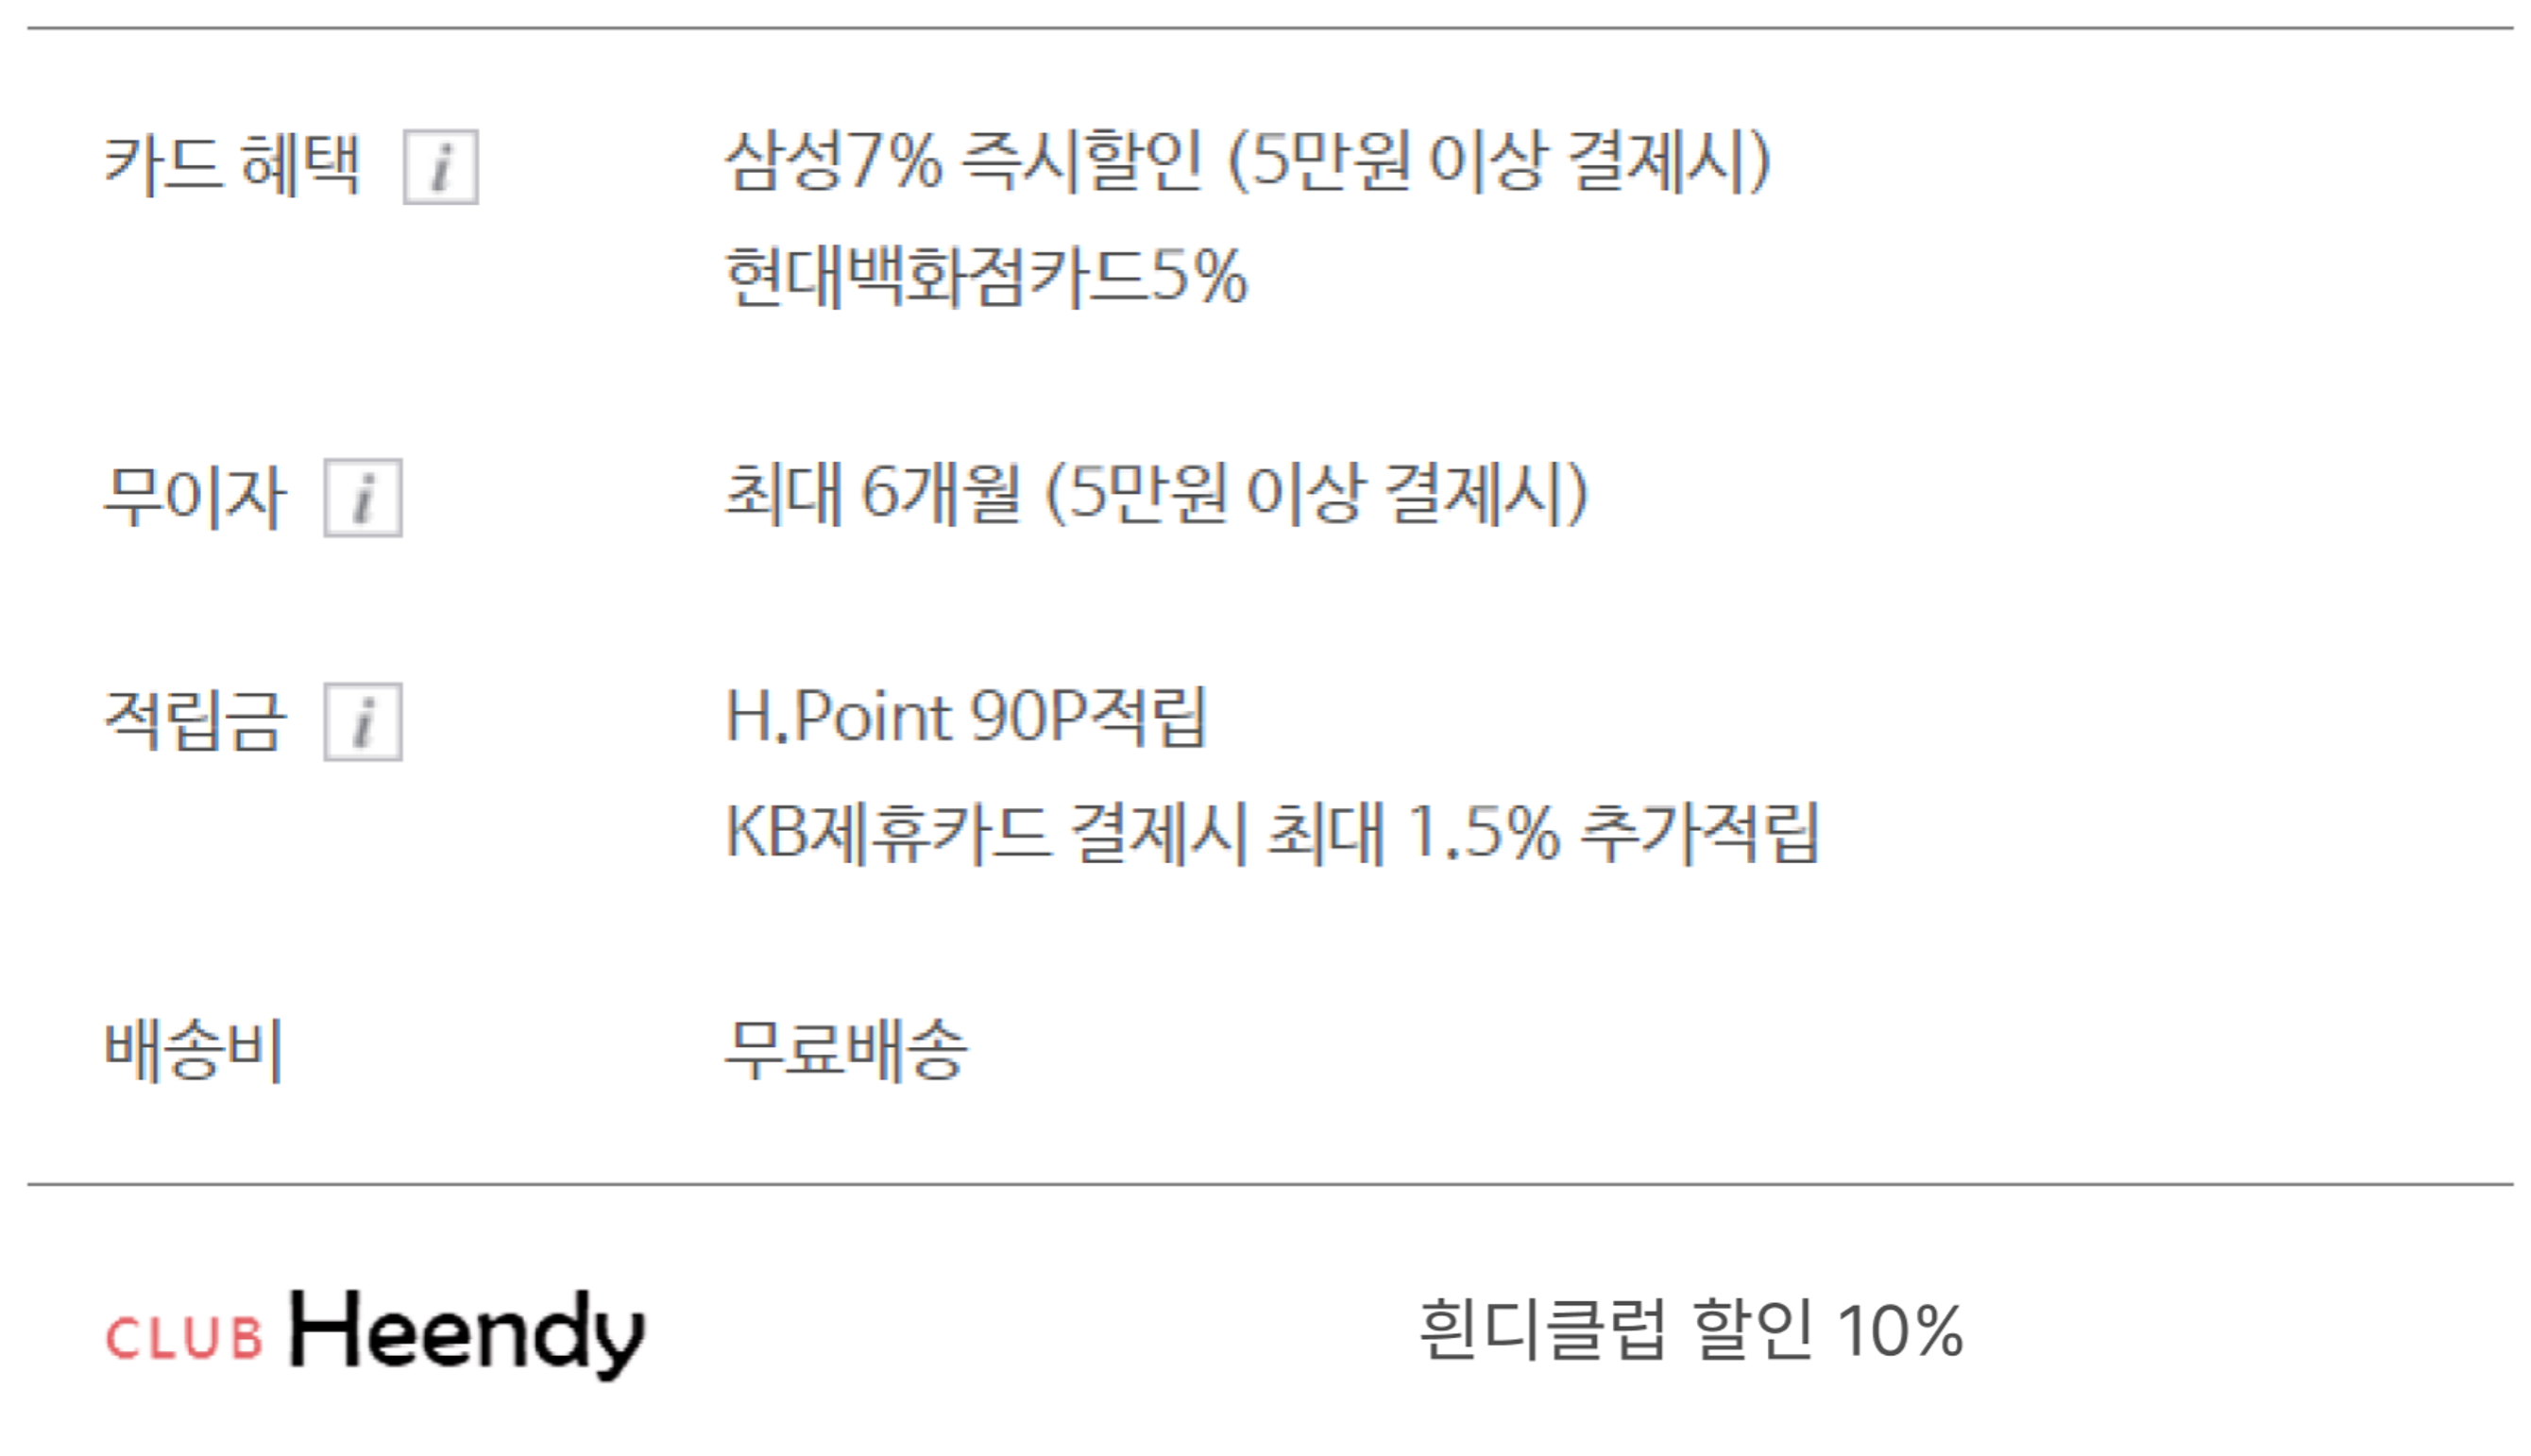 카드 혜택 i 삼성7% 즉시할인 (5만원 이상 결제시)
현대백화점카드5%
무이자 i 최대 6개월 (5만원 이상 결제시)
적립금 i H.Point 90P적립
KB제휴카드 결제시 최대 1.5% 추가적립
배송비 무료배송
CLUB Heendy 흰디클럽 할인 10%